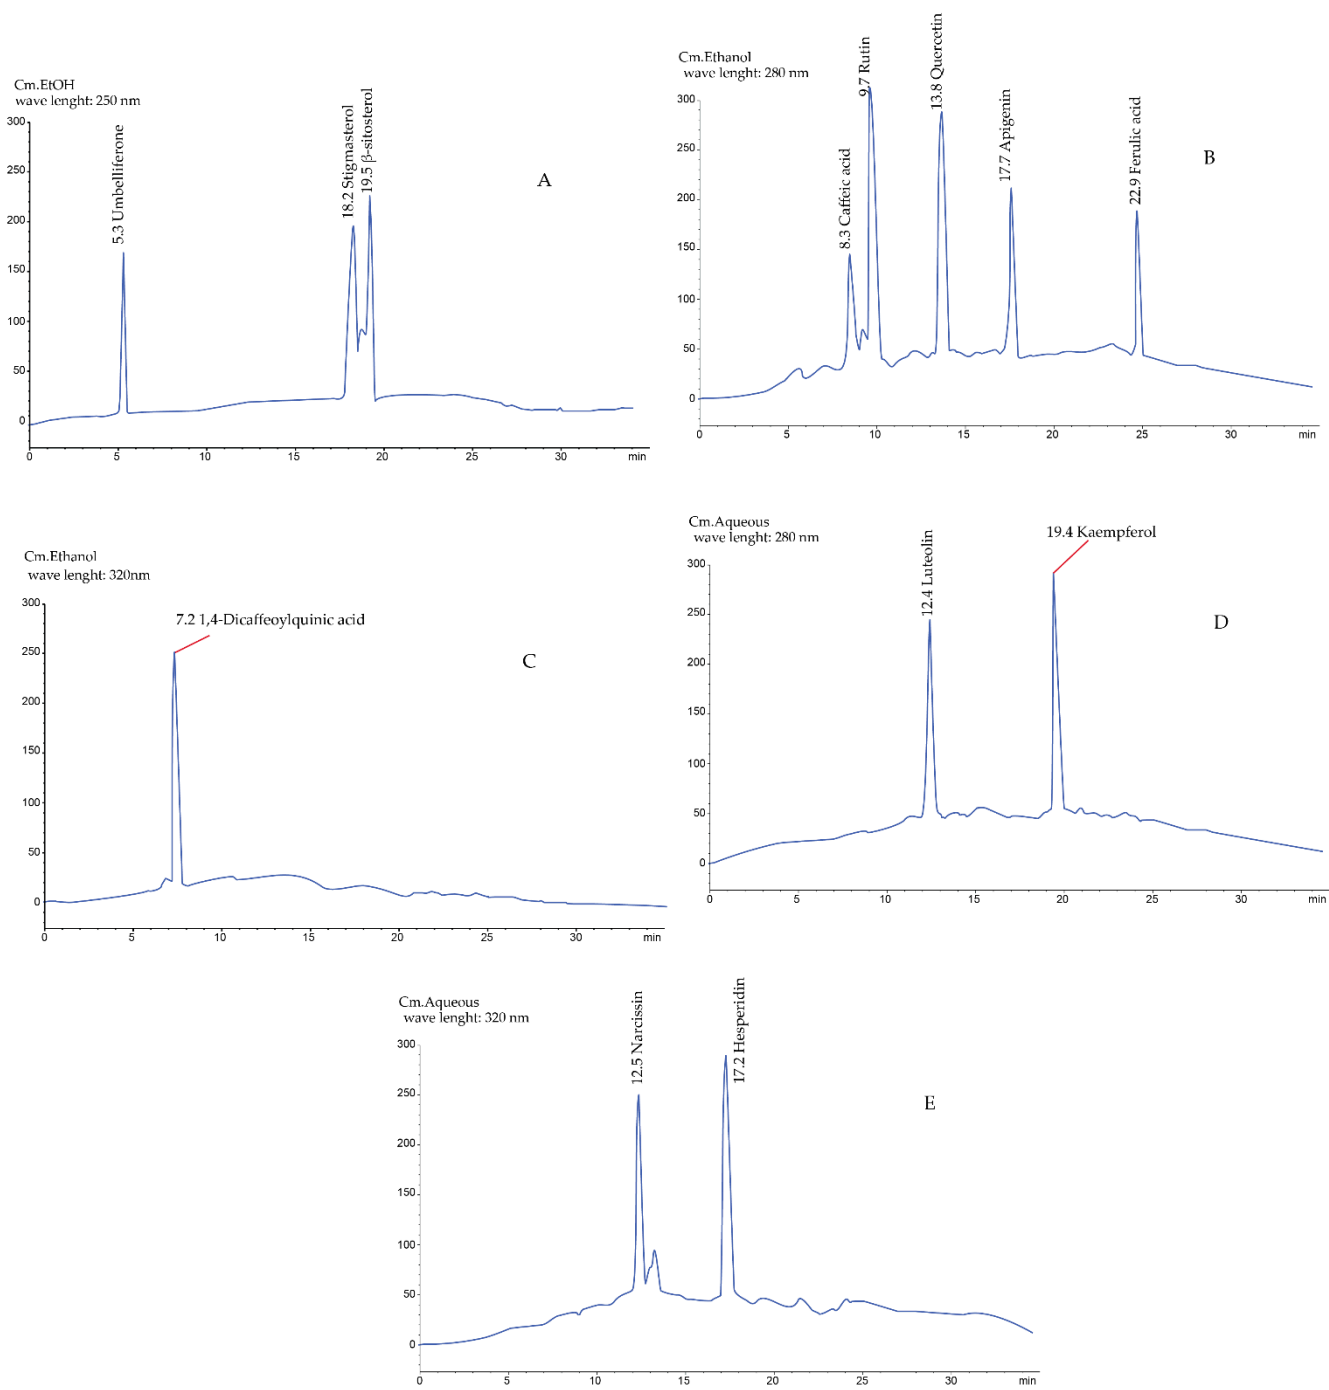 Cm.EtOH
wave lenght: 250 nm
300
250
200
150
100
50
0
0 5 10 15 20 25 30 min
5.3 Umbelliferone
18.2 Stigmasterol
19.5 β-sitosterol
A
Cm.Ethanol
wave lenght: 280 nm
300
250
200
150
100
50
0
0 5 10 15 20 25 30 min
8.3 Caffeic acid
9.7 Rutin
13.8 Quercetin
17.7 Apigenin
22.9 Ferulic acid
B
Cm.Ethanol
wave lenght: 320nm
300
250
200
150
100
50
0
0 5 10 15 20 25 30 min
7.2 1,4-Dicaffeoylquinic acid
C
Cm.Aqueous
wave lenght: 280 nm
300
250
200
150
100
50
0
0 5 10 15 20 25 30 min
12.4 Luteolin
19.4 Kaempferol
D
Cm.Aqueous
wave lenght: 320 nm
300
250
200
150
100
50
0
0 5 10 15 20 25 30 min
12.5 Narcissin
17.2 Hesperidin
E